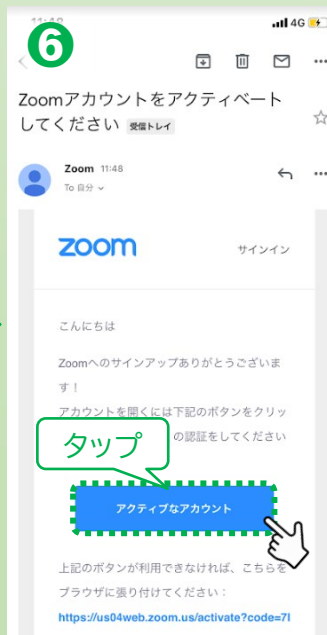 6
4G
Zoomアカウントをアクティベート
してください 受信トレイ
Zoom 11:48
To 自分
zoom サインイン
こんにちは
Zoomへのサインアップありがとうございま
す！
アカウントを開くには下記のボタンをクリッ
の認証をしてください
タップ
アクティブなアカウント
上記のボタンが利用できなければ、こちらを
ブラウザに張り付けてください：
https://us04web.zoom.us/activate?code=7l